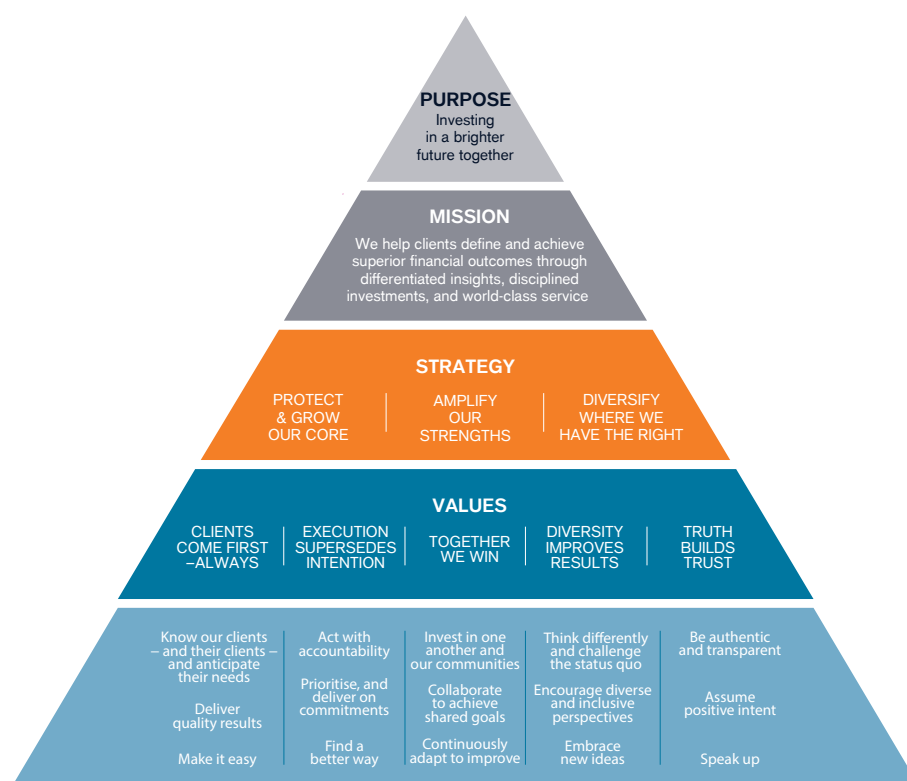 PURPOSE
Investing
in a brighter
future together
MISSION
We help clients define and achieve
superior financial outcomes through
differentiated insights, disciplined
investments, and world-class service
STRATEGY
PROTECT
& GROW
OUR CORE
AMPLIFY
OUR
STRENGTHS
DIVERSIFY
WHERE WE
HAVE THE RIGHT
VALUES
CLIENTS
COME FIRST
–ALWAYS
EXECUTION
SUPERSEDES
INTENTION
TOGETHER
WE WIN
DIVERSITY
IMPROVES
RESULTS
TRUTH
BUILDS
TRUST
Know our clients
– and their clients –
and anticipate
their needs
Deliver
quality results
Make it easy
Act with
accountability
Prioritise, and
deliver on
commitments
Find a
better way
Invest in one
another and
our communities
Collaborate
to achieve
shared goals
Continuously
adapt to improve
Think differently
and challenge
the status quo
Encourage diverse
and inclusive
perspectives
Embrace
new ideas
Be authentic
and transparent
Assume
positive intent
Speak up